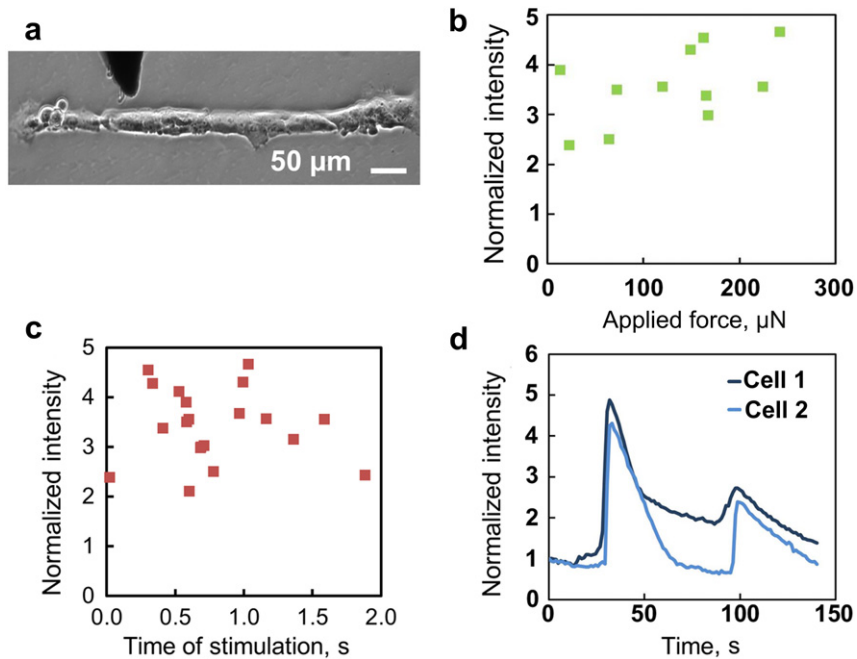 a
50 µm
b
Normalized intensity
5
4
3
2
1
0
0 100 200 300
Applied force, µN
c
Normalized intensity
5
4
3
2
1
0
0.0 0.5 1.0 1.5 2.0
Time of stimulation, s
d
Normalized intensity
6
5
4
3
2
1
0
Cell 1
Cell 2
0 50 100 150
Time, s